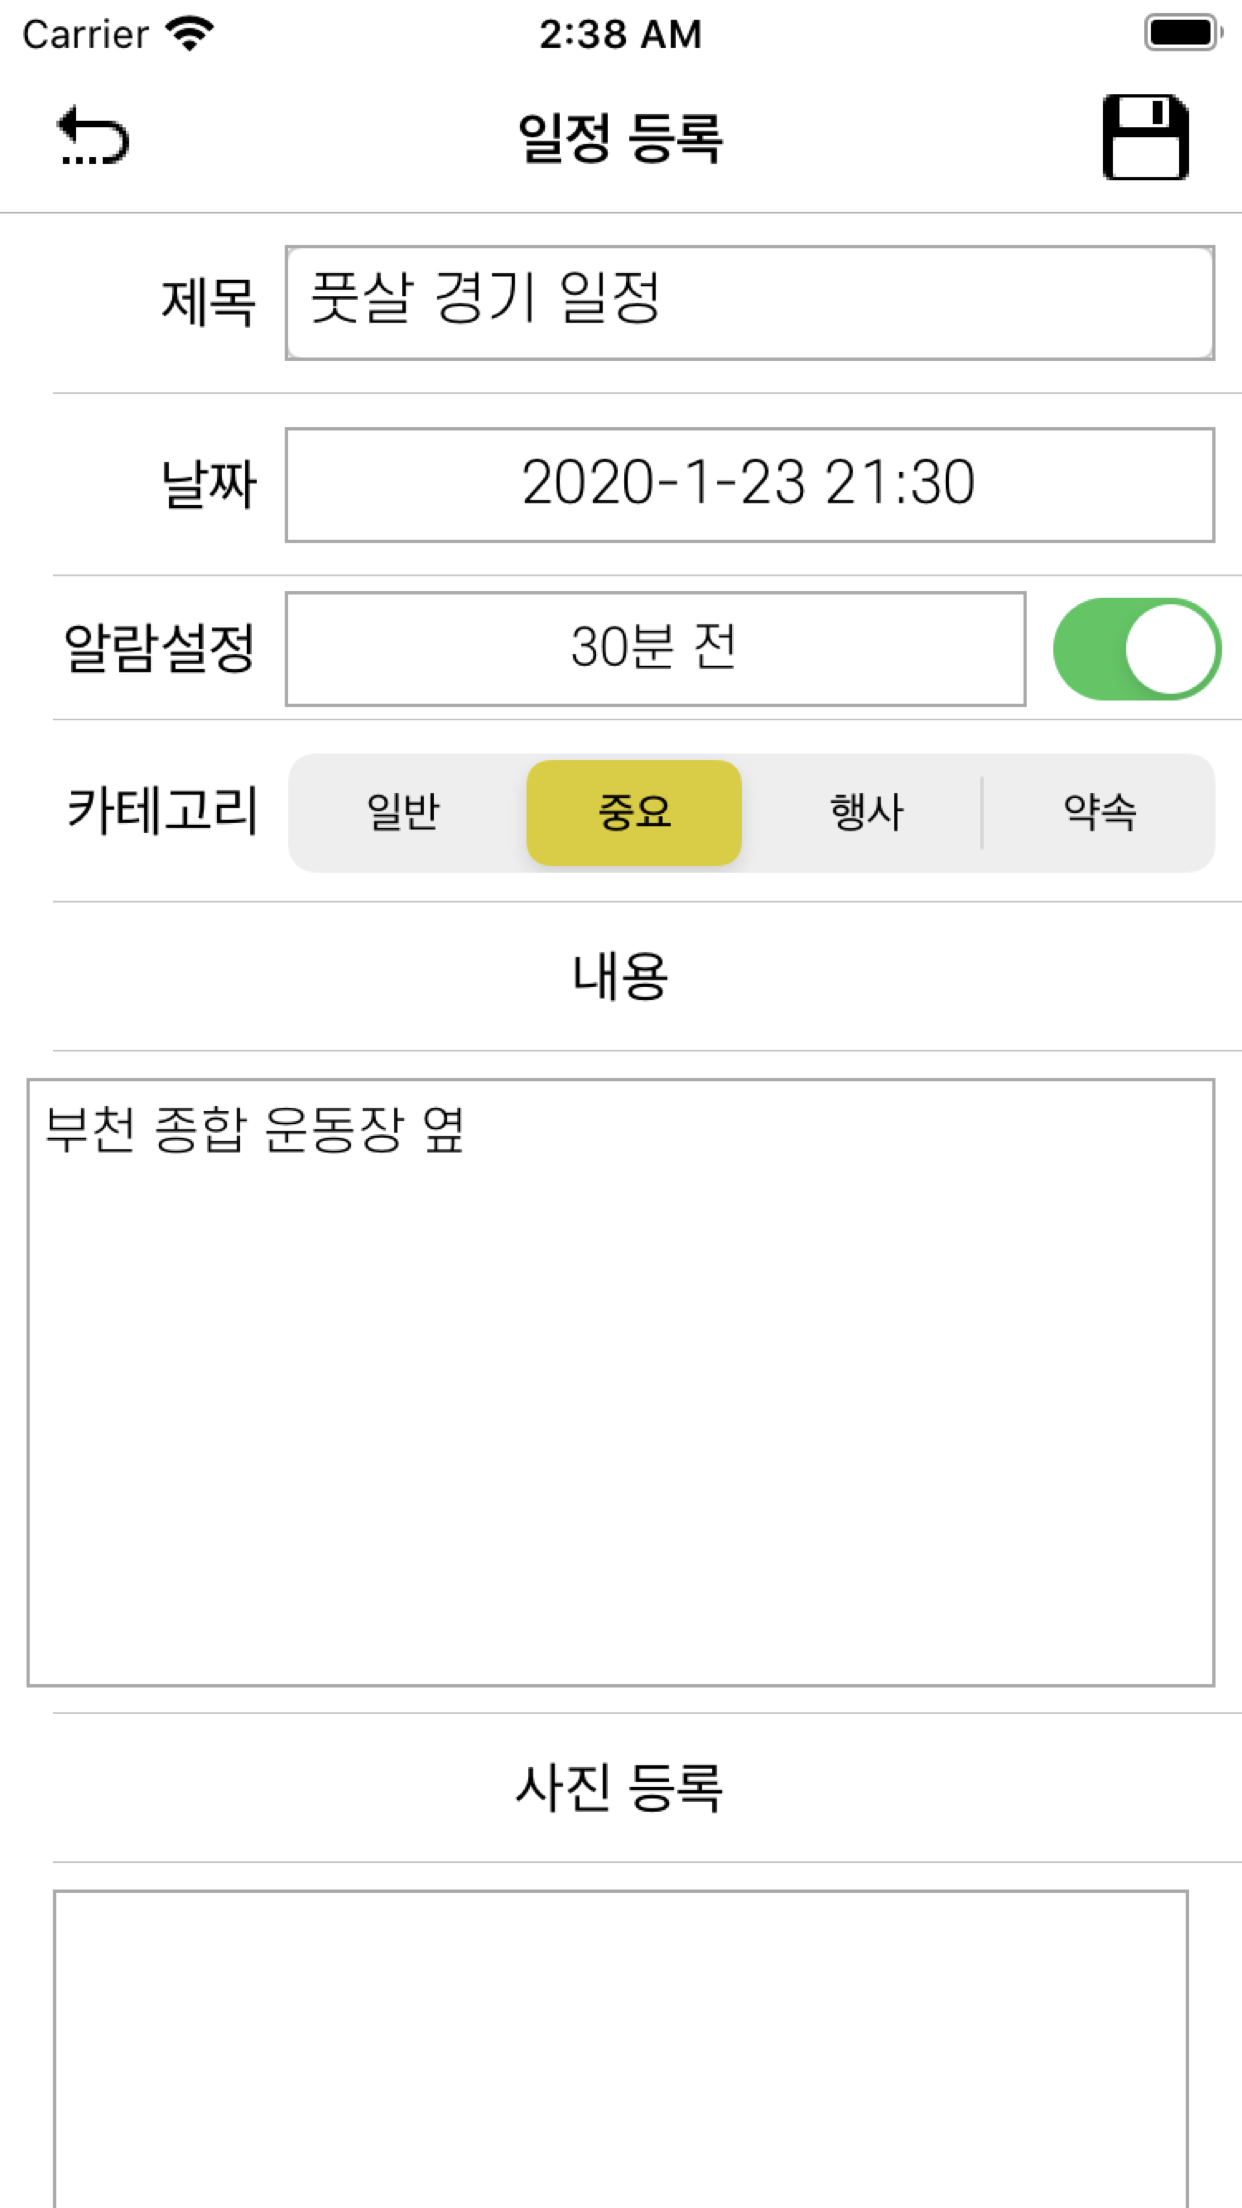 Carrier 2:38 AM
일정 등록
제목 풋살 경기 일정
날짜 2020-1-23 21:30
알람설정 30분 전
카테고리 일반 중요 행사 약속
내용
부천 종합 운동장 옆
사진 등록